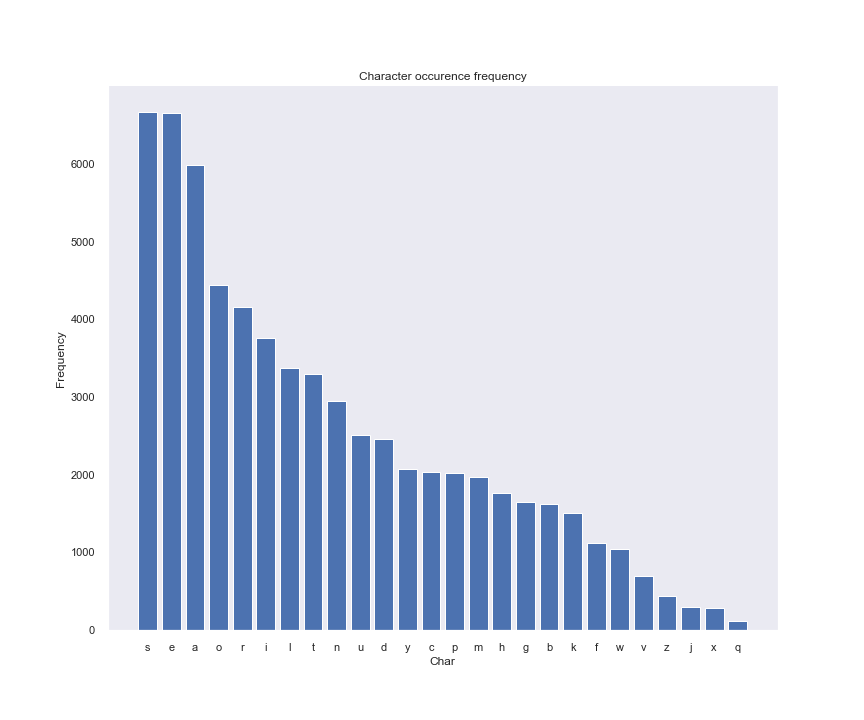 Character occurence frequency
6000
5000
4000
3000
2000
1000
0
Frequency
s e a o r i l t n u d y c p m h g b k f w v z j x q
Char